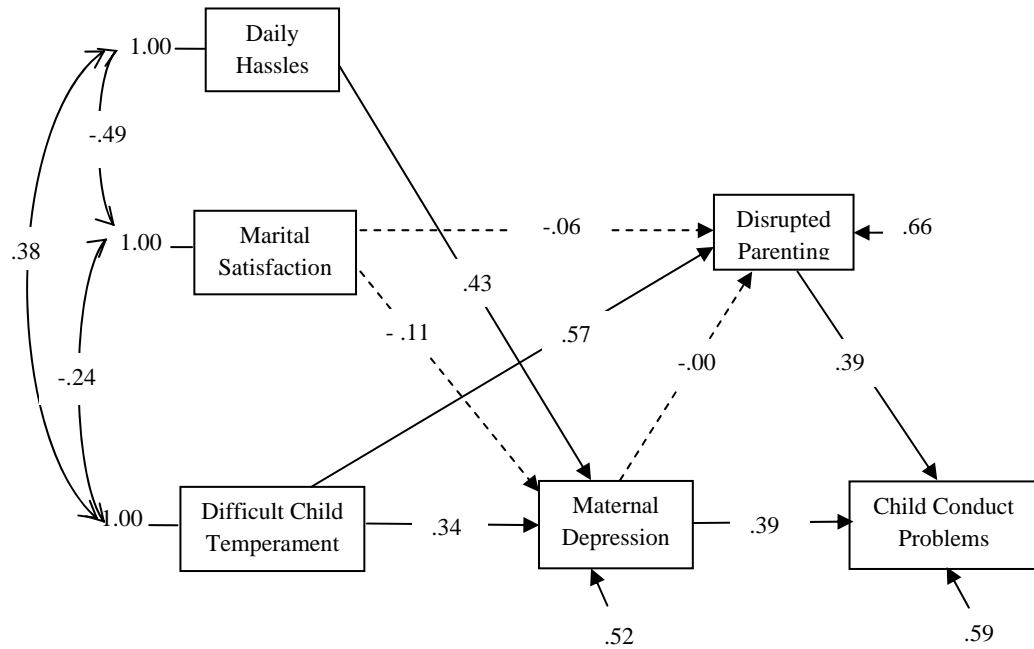 1.00
Daily
Hassles
-.49
.38
1.00
Marital
Satisfaction
-.06
Disrupted
Parenting
.66
.43
- .11
.57
-.24
-.00
.39
1.00
Difficult Child
Temperament
.34
Maternal
Depression
.39
Child Conduct
Problems
.52
.59